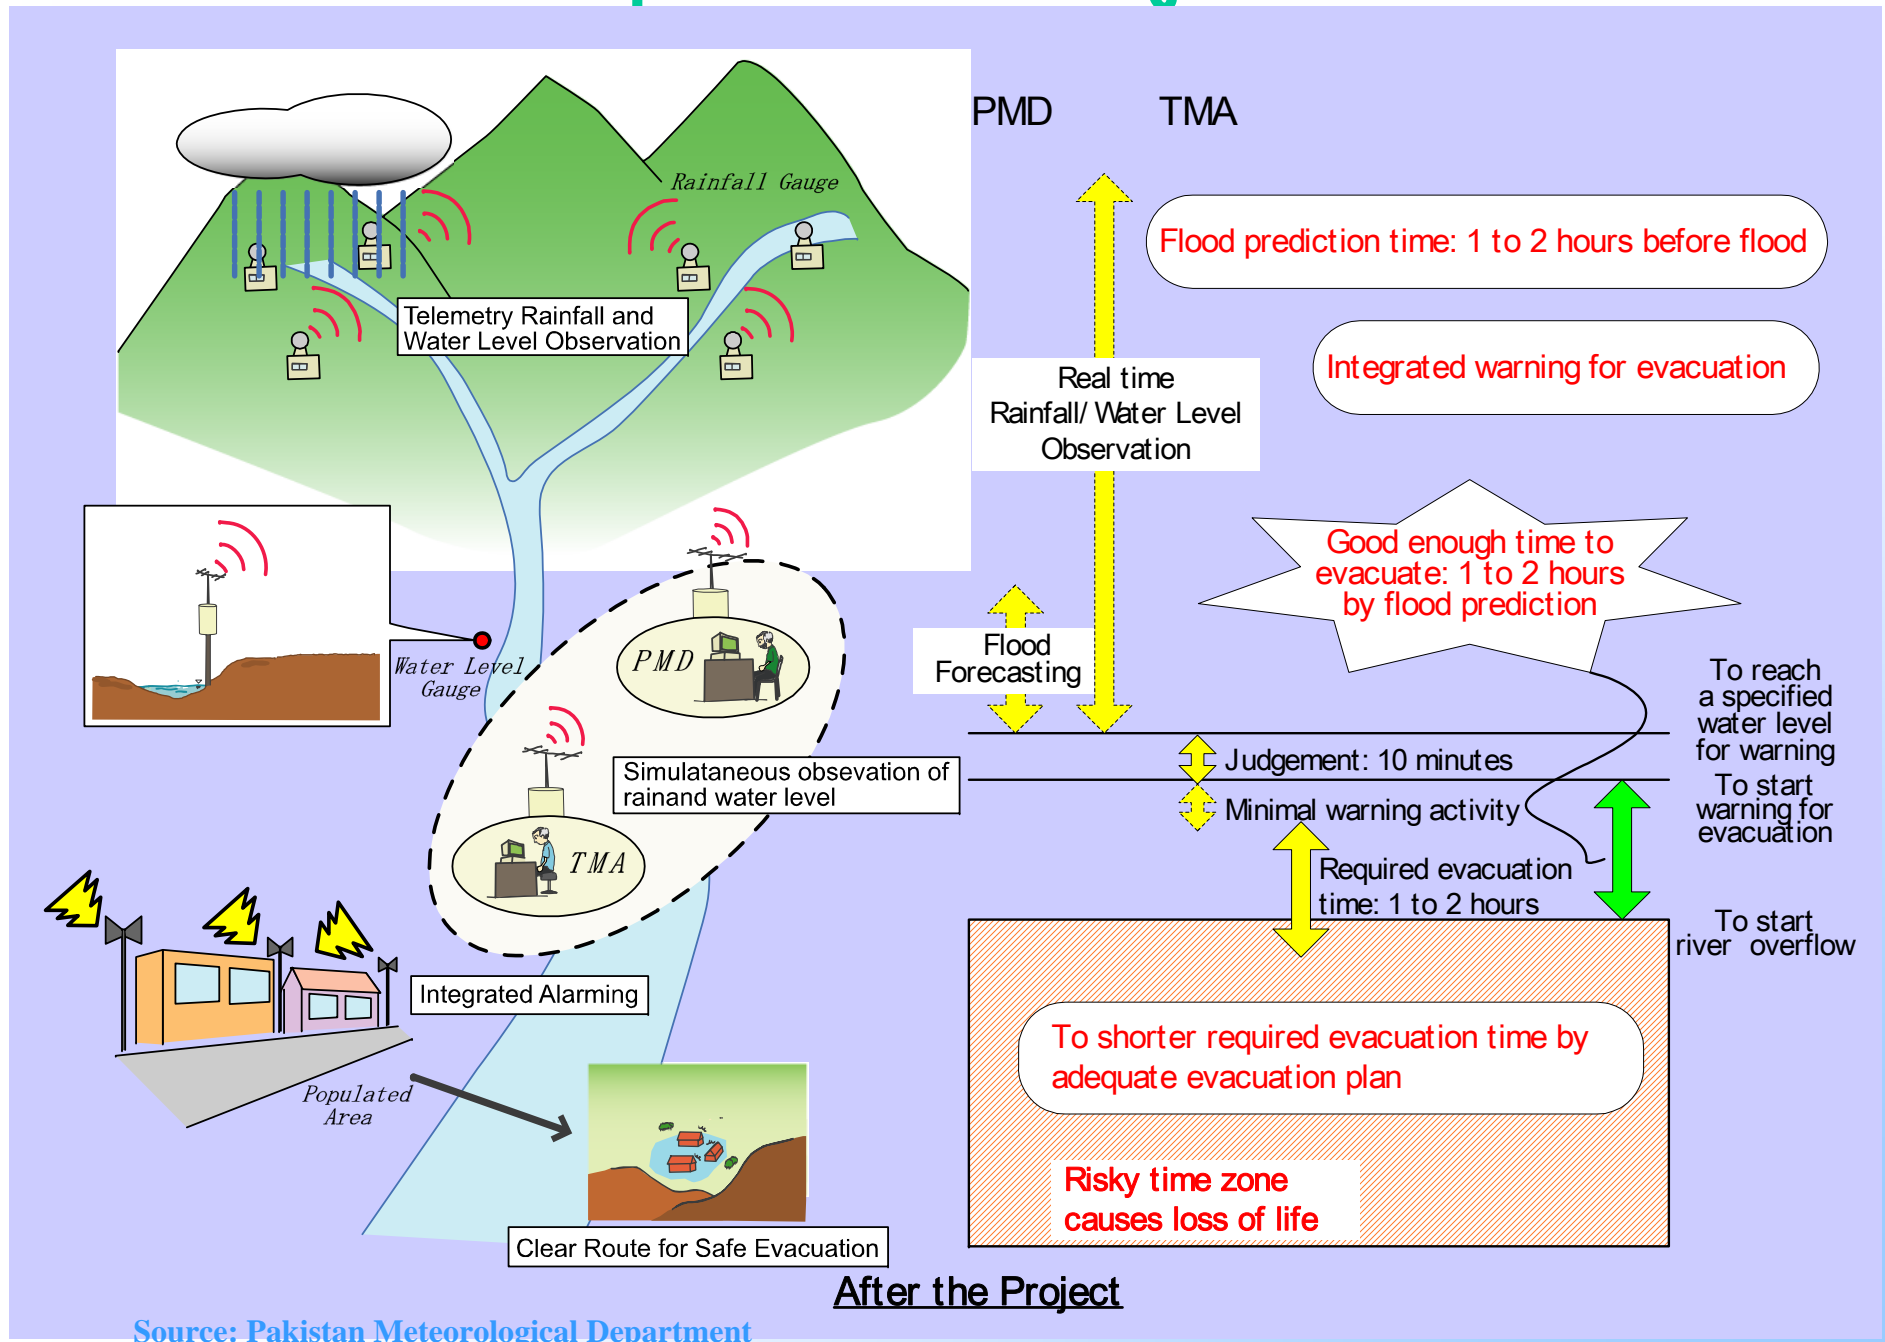 PMD
TMA
Rainfall Gauge
Flood prediction time: 1 to 2 hours before flood
Telemetry Rainfall and
Water Level Observation
Integrated warning for evacuation
Real time
Rainfall/ Water Level
Observation
Good enough time to
evacuate: 1 to 2 hours
by flood prediction
Water Level
Gauge
PMD
Flood
Forecasting
To reach
a specified
water level
for warning
Simulataneous obsevation of
rainand water level
Judgement: 10 minutes
To start
warning for
evacuation
Minimal warning activity
TMA
Required evacuation
time: 1 to 2 hours
To start
river overflow
Integrated Alarming
To shorter required evacuation time by
adequate evacuation plan
Populated
Area
Risky time zone
causes loss of life
Clear Route for Safe Evacuation
After the Project
Source: Pakistan Meteorological Department